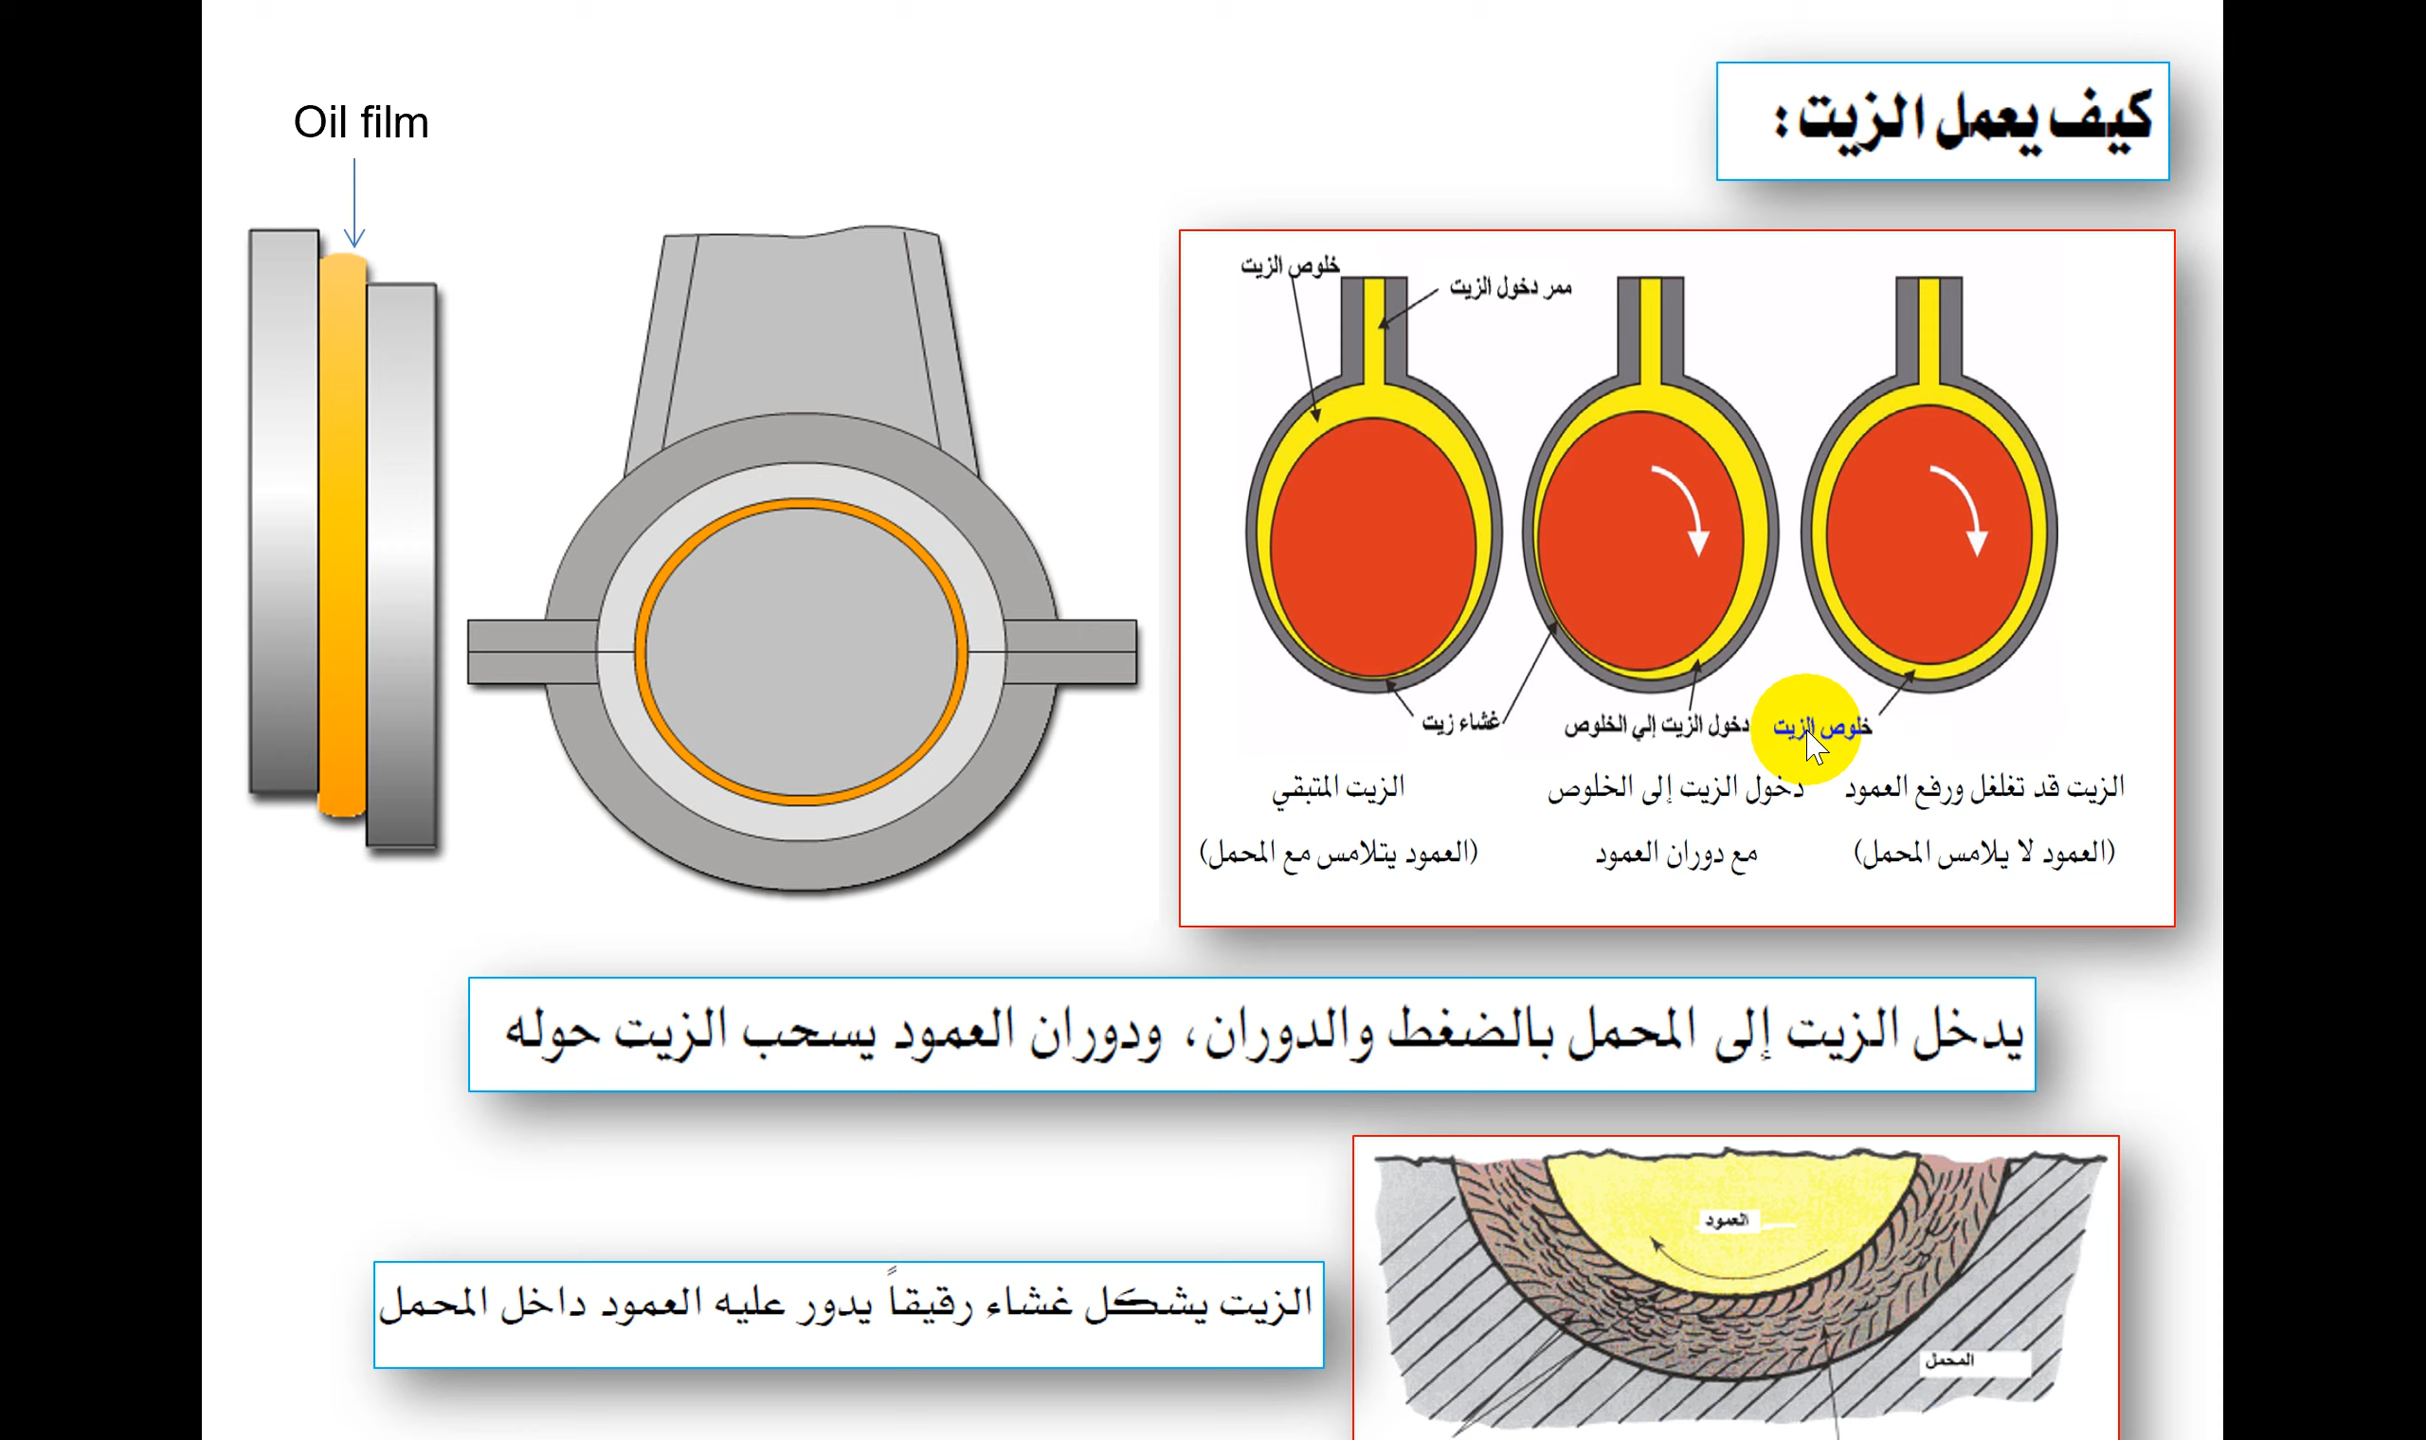 كيف يعمل الزيت :
Oil film
خلوص الزيت
ممر دخول الزيت
غشاء زيت
دخول الزيت إلي الخلوص
خلوص الزيت
الزيت قد تغلغل ورفع العمود
(العمود لا يلامس المحمل)
دخول الزيت إلى الخلوص
مع دوران العمود
الزيت المتبقي
(العمود يتلامس مع المحمل)
يدخل الزيت إلى المحمل بالضغط والدوران، ودوران العمود يسحب الزيت حوله
الزيت يشكل غشاء رقيقاً يدور عليه العمود داخل المحمل
العمود
المحمل